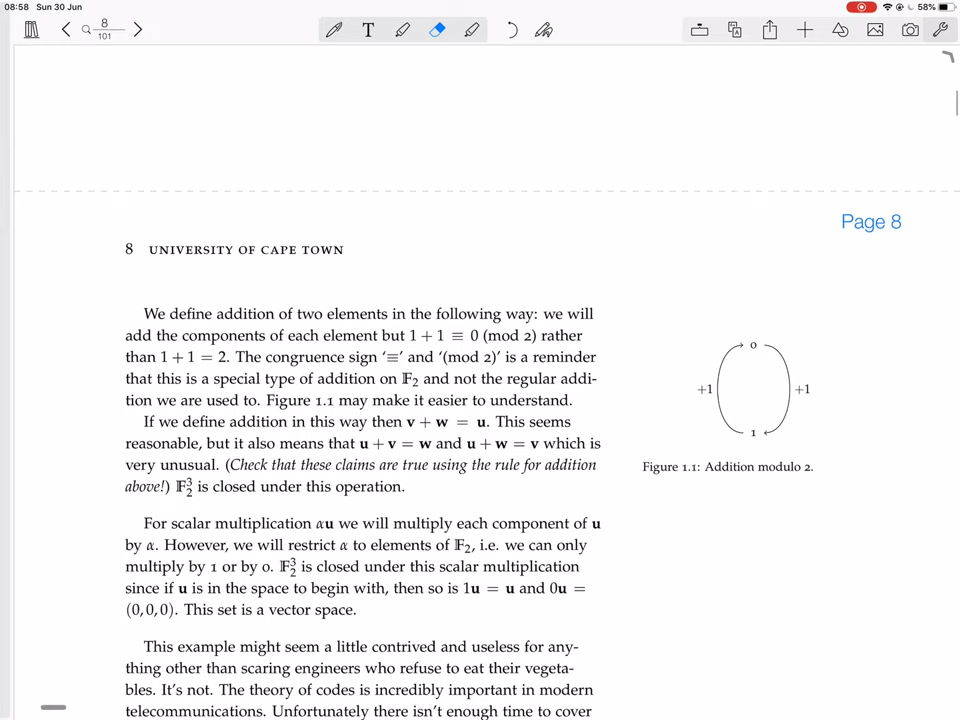 08:58 Sun 30 Jun
58%
8
101
T
Page 8
8 UNIVERSITY OF CAPE TOWN
We define addition of two elements in the following way: we will
add the components of each element but 1 + 1 ≡ 0 (mod 2) rather
than 1 + 1 = 2. The congruence sign '≡' and '(mod 2)' is a reminder
that this is a special type of addition on 𝔽₂ and not the regular addi-
tion we are used to. Figure 1.1 may make it easier to understand.
If we define addition in this way then v + w = u. This seems
reasonable, but it also means that u + v = w and u + w = v which is
very unusual. (Check that these claims are true using the rule for addition
above!) 𝔽₂³ is closed under this operation.
For scalar multiplication αu we will multiply each component of u
by α. However, we will restrict α to elements of 𝔽₂, i.e. we can only
multiply by 1 or by 0. 𝔽₂³ is closed under this scalar multiplication
since if u is in the space to begin with, then so is 1u = u and 0u =
(0, 0, 0). This set is a vector space.
This example might seem a little contrived and useless for any-
thing other than scaring engineers who refuse to eat their vegeta-
bles. It's not. The theory of codes is incredibly important in modern
telecommunications. Unfortunately there isn't enough time to cover
0
+1 +1
1
Figure 1.1: Addition modulo 2.